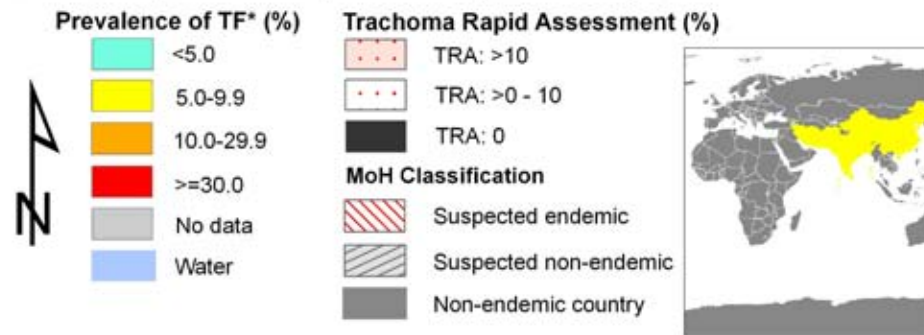 Prevalence of TF* (%)
<5.0
5.0-9.9
10.0-29.9
>=30.0
No data
Water
N
Trachoma Rapid Assessment (%)
TRA: >10
TRA: >0 - 10
TRA: 0
MoH Classification
Suspected endemic
Suspected non-endemic
Non-endemic country